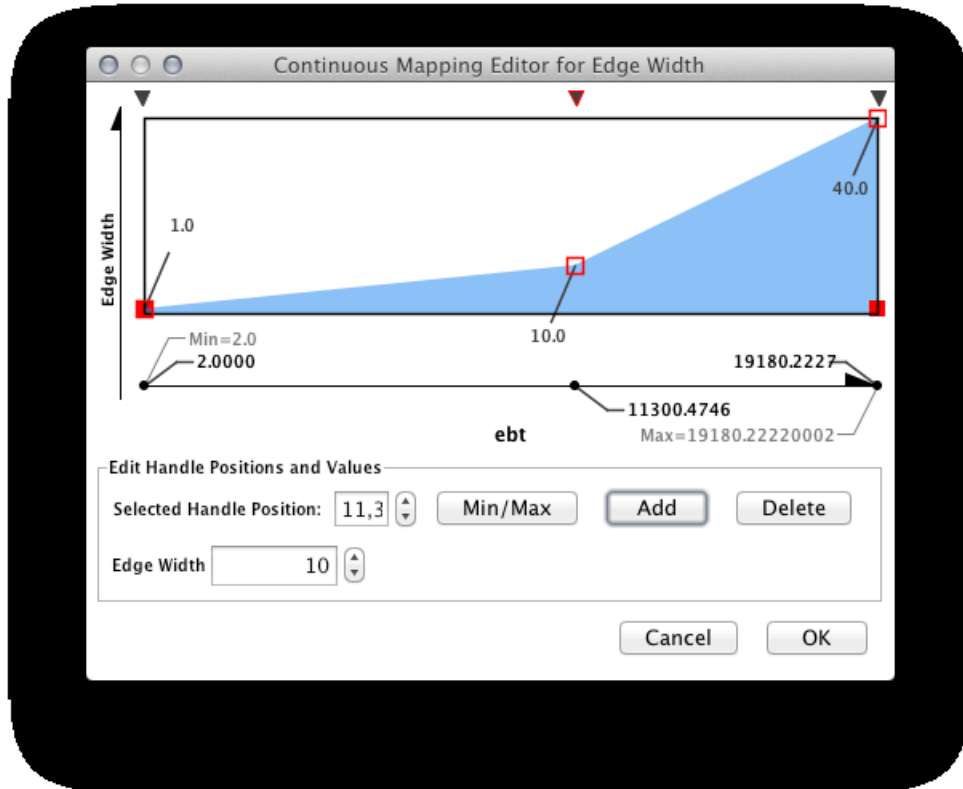 Continuous Mapping Editor for Edge Width
Edge Width
1.0
40.0
10.0
Min=2.0
2.0000
19180.2227
11300.4746
ebt
Max=19180.22220002
Edit Handle Positions and Values
Selected Handle Position: 11,3 Min/Max Add Delete
Edge Width 10
Cancel OK